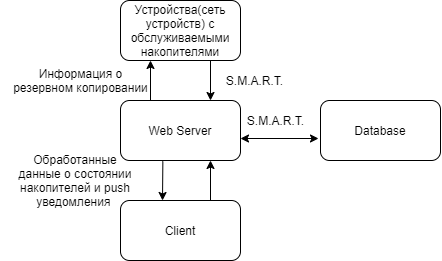 Устройства(сеть
устройств) с
обслуживаемыми
накопителями
Информация о
резервном копировании
S.M.A.R.T.
Web Server
S.M.A.R.T.
Database
Обработанные
данные о состоянии
накопителей и push
уведомления
Client